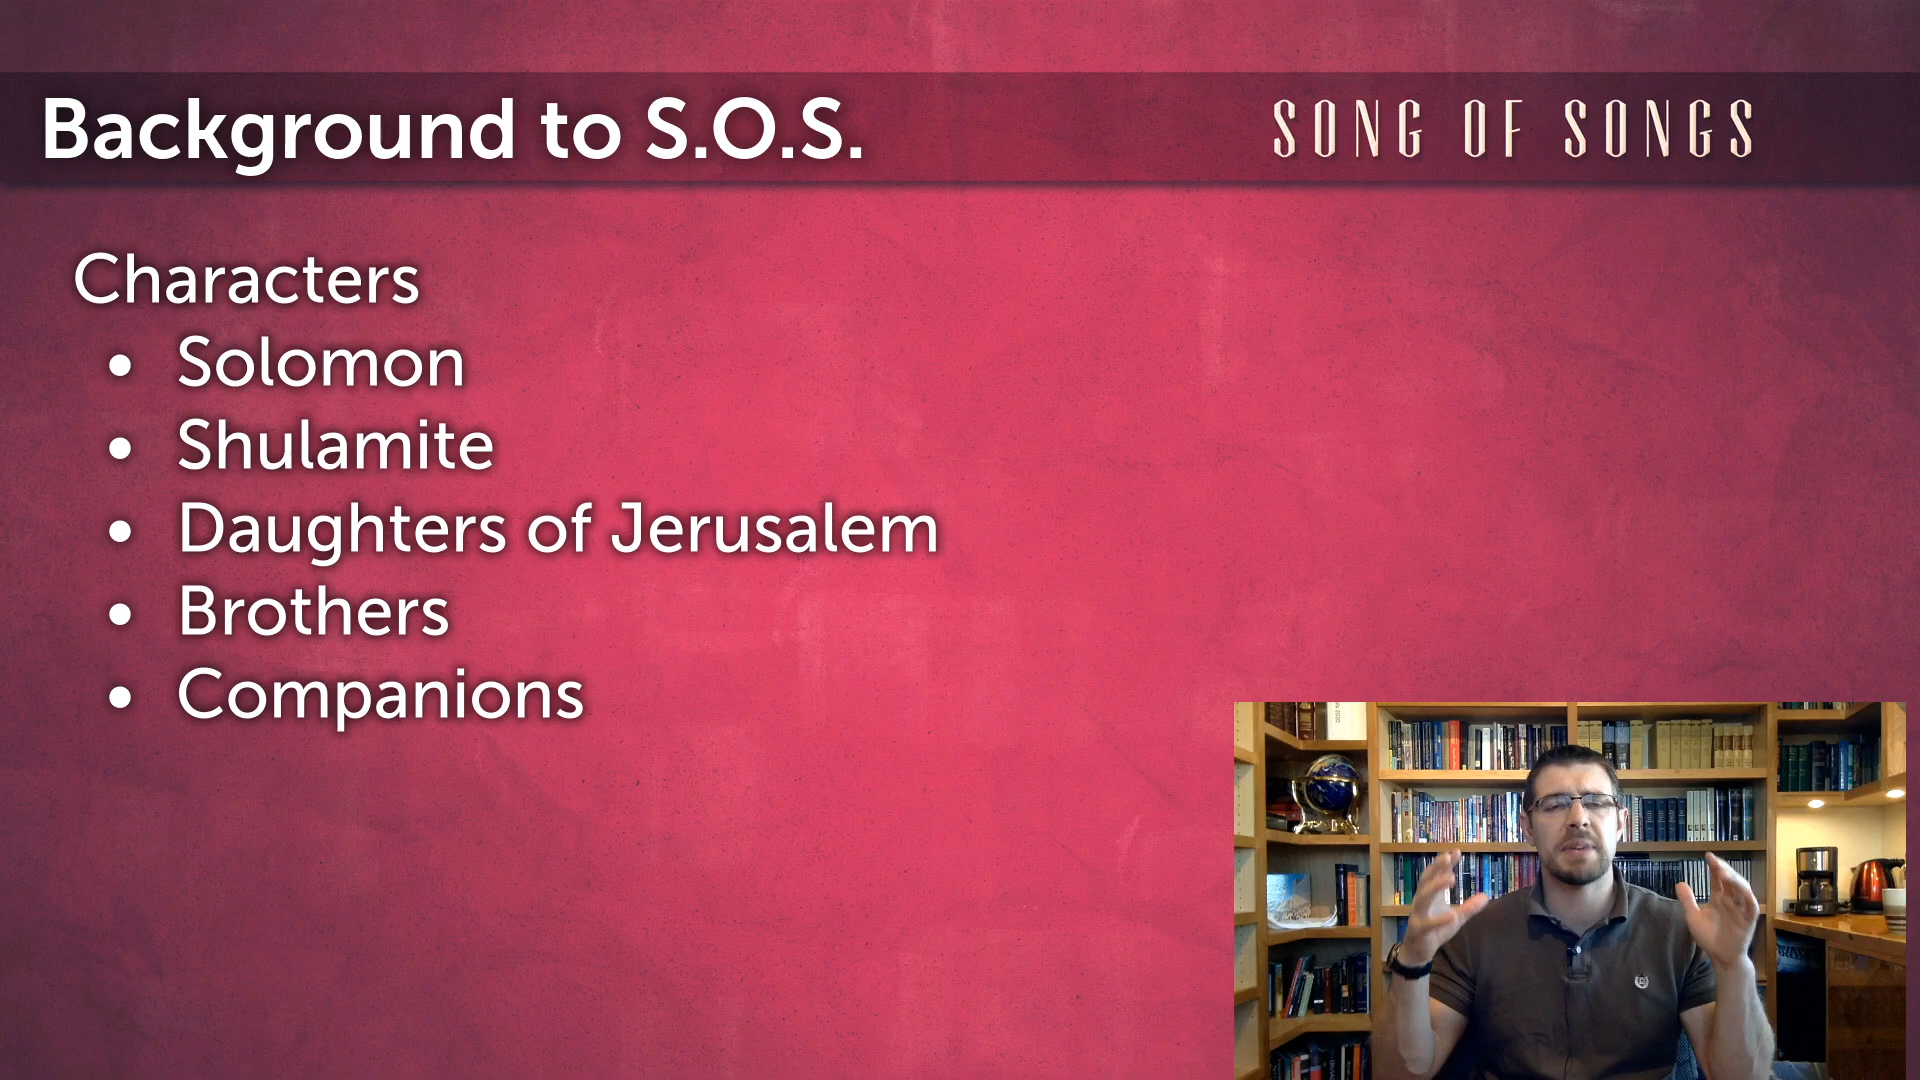 Background to S.O.S.
SONG OF SONGS
Characters
• Solomon
• Shulamite
• Daughters of Jerusalem
• Brothers
• Companions